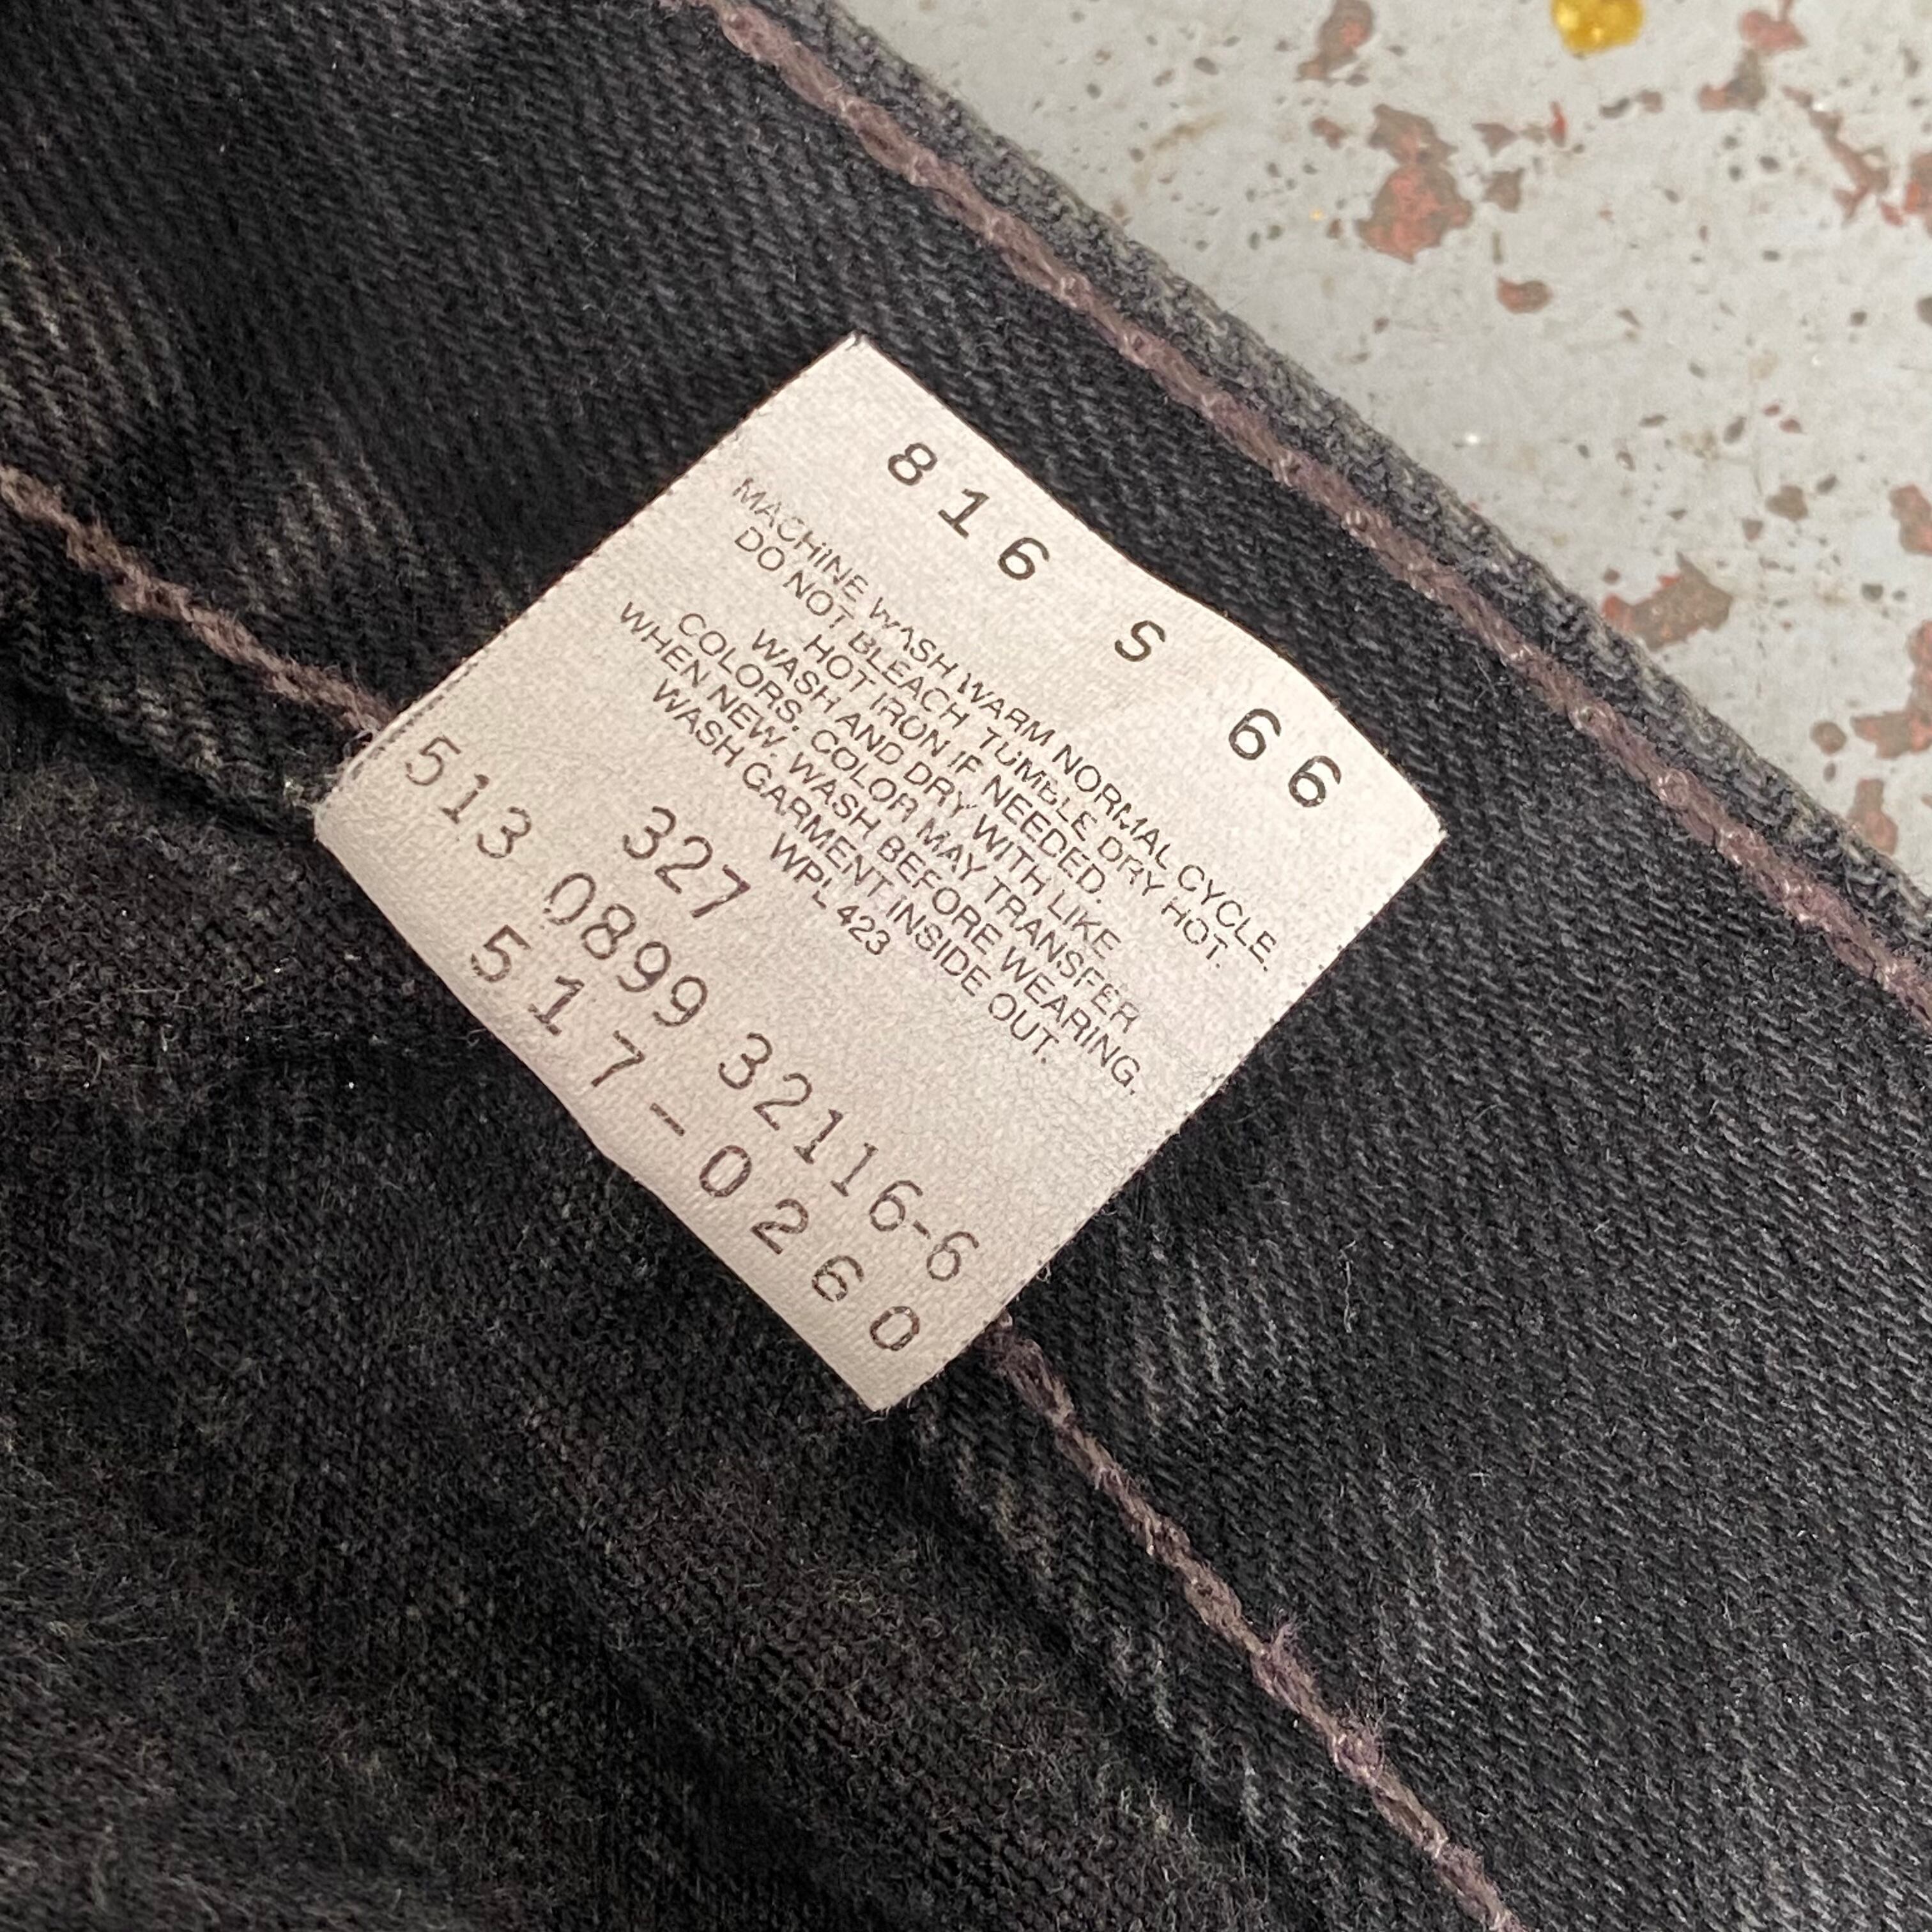 816 S 66
MACHINE WASH WARM NORMAL CYCLE.
DO NOT BLEACH. TUMBLE DRY HOT.
HOT IRON IF NEEDED.
WASH AND DRY WITH LIKE
COLORS. COLOR MAY TRANSFER
WHEN NEW. WASH BEFORE WEARING.
WASH GARMENT INSIDE OUT.
WPL 423
327
513 0899 32116-6
517-0260